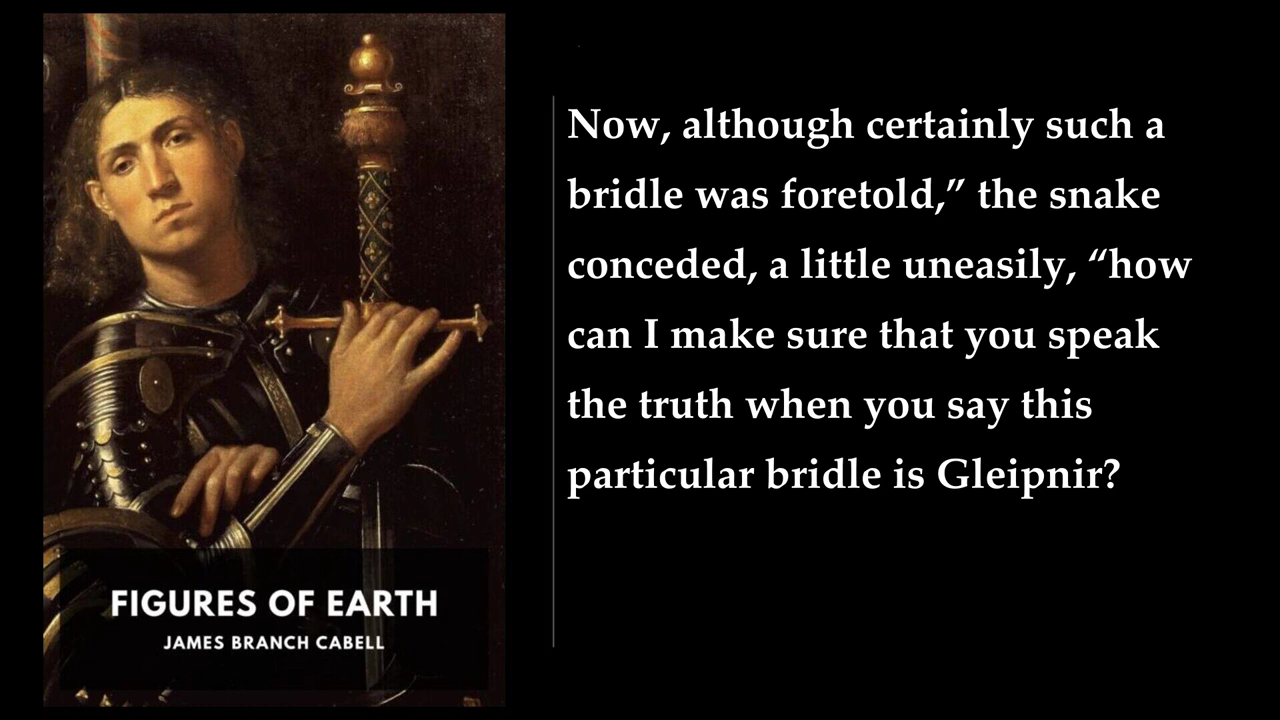 Now, although certainly such a
bridle was foretold,” the snake
conceded, a little uneasily, “how
can I make sure that you speak
the truth when you say this
particular bridle is Gleipnir?
FIGURES OF EARTH
JAMES BRANCH CABELL